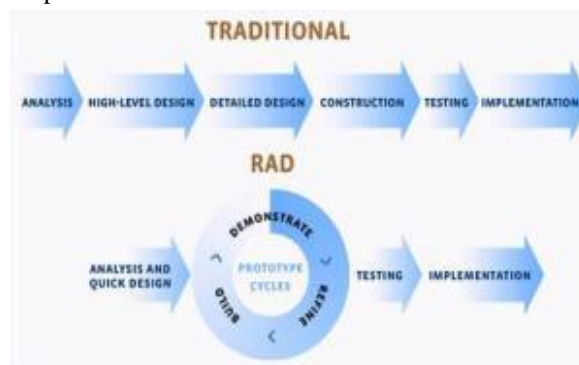 TRADITIONAL
ANALYSIS
HIGH-LEVEL DESIGN
DETAILED DESIGN
CONSTRUCTION
TESTING
IMPLEMENTATION
RAD
ANALYSIS AND
QUICK DESIGN
DEMONSTRATE
REFINE
BUILD
PROTOTYPE
CYCLES
TESTING
IMPLEMENTATION